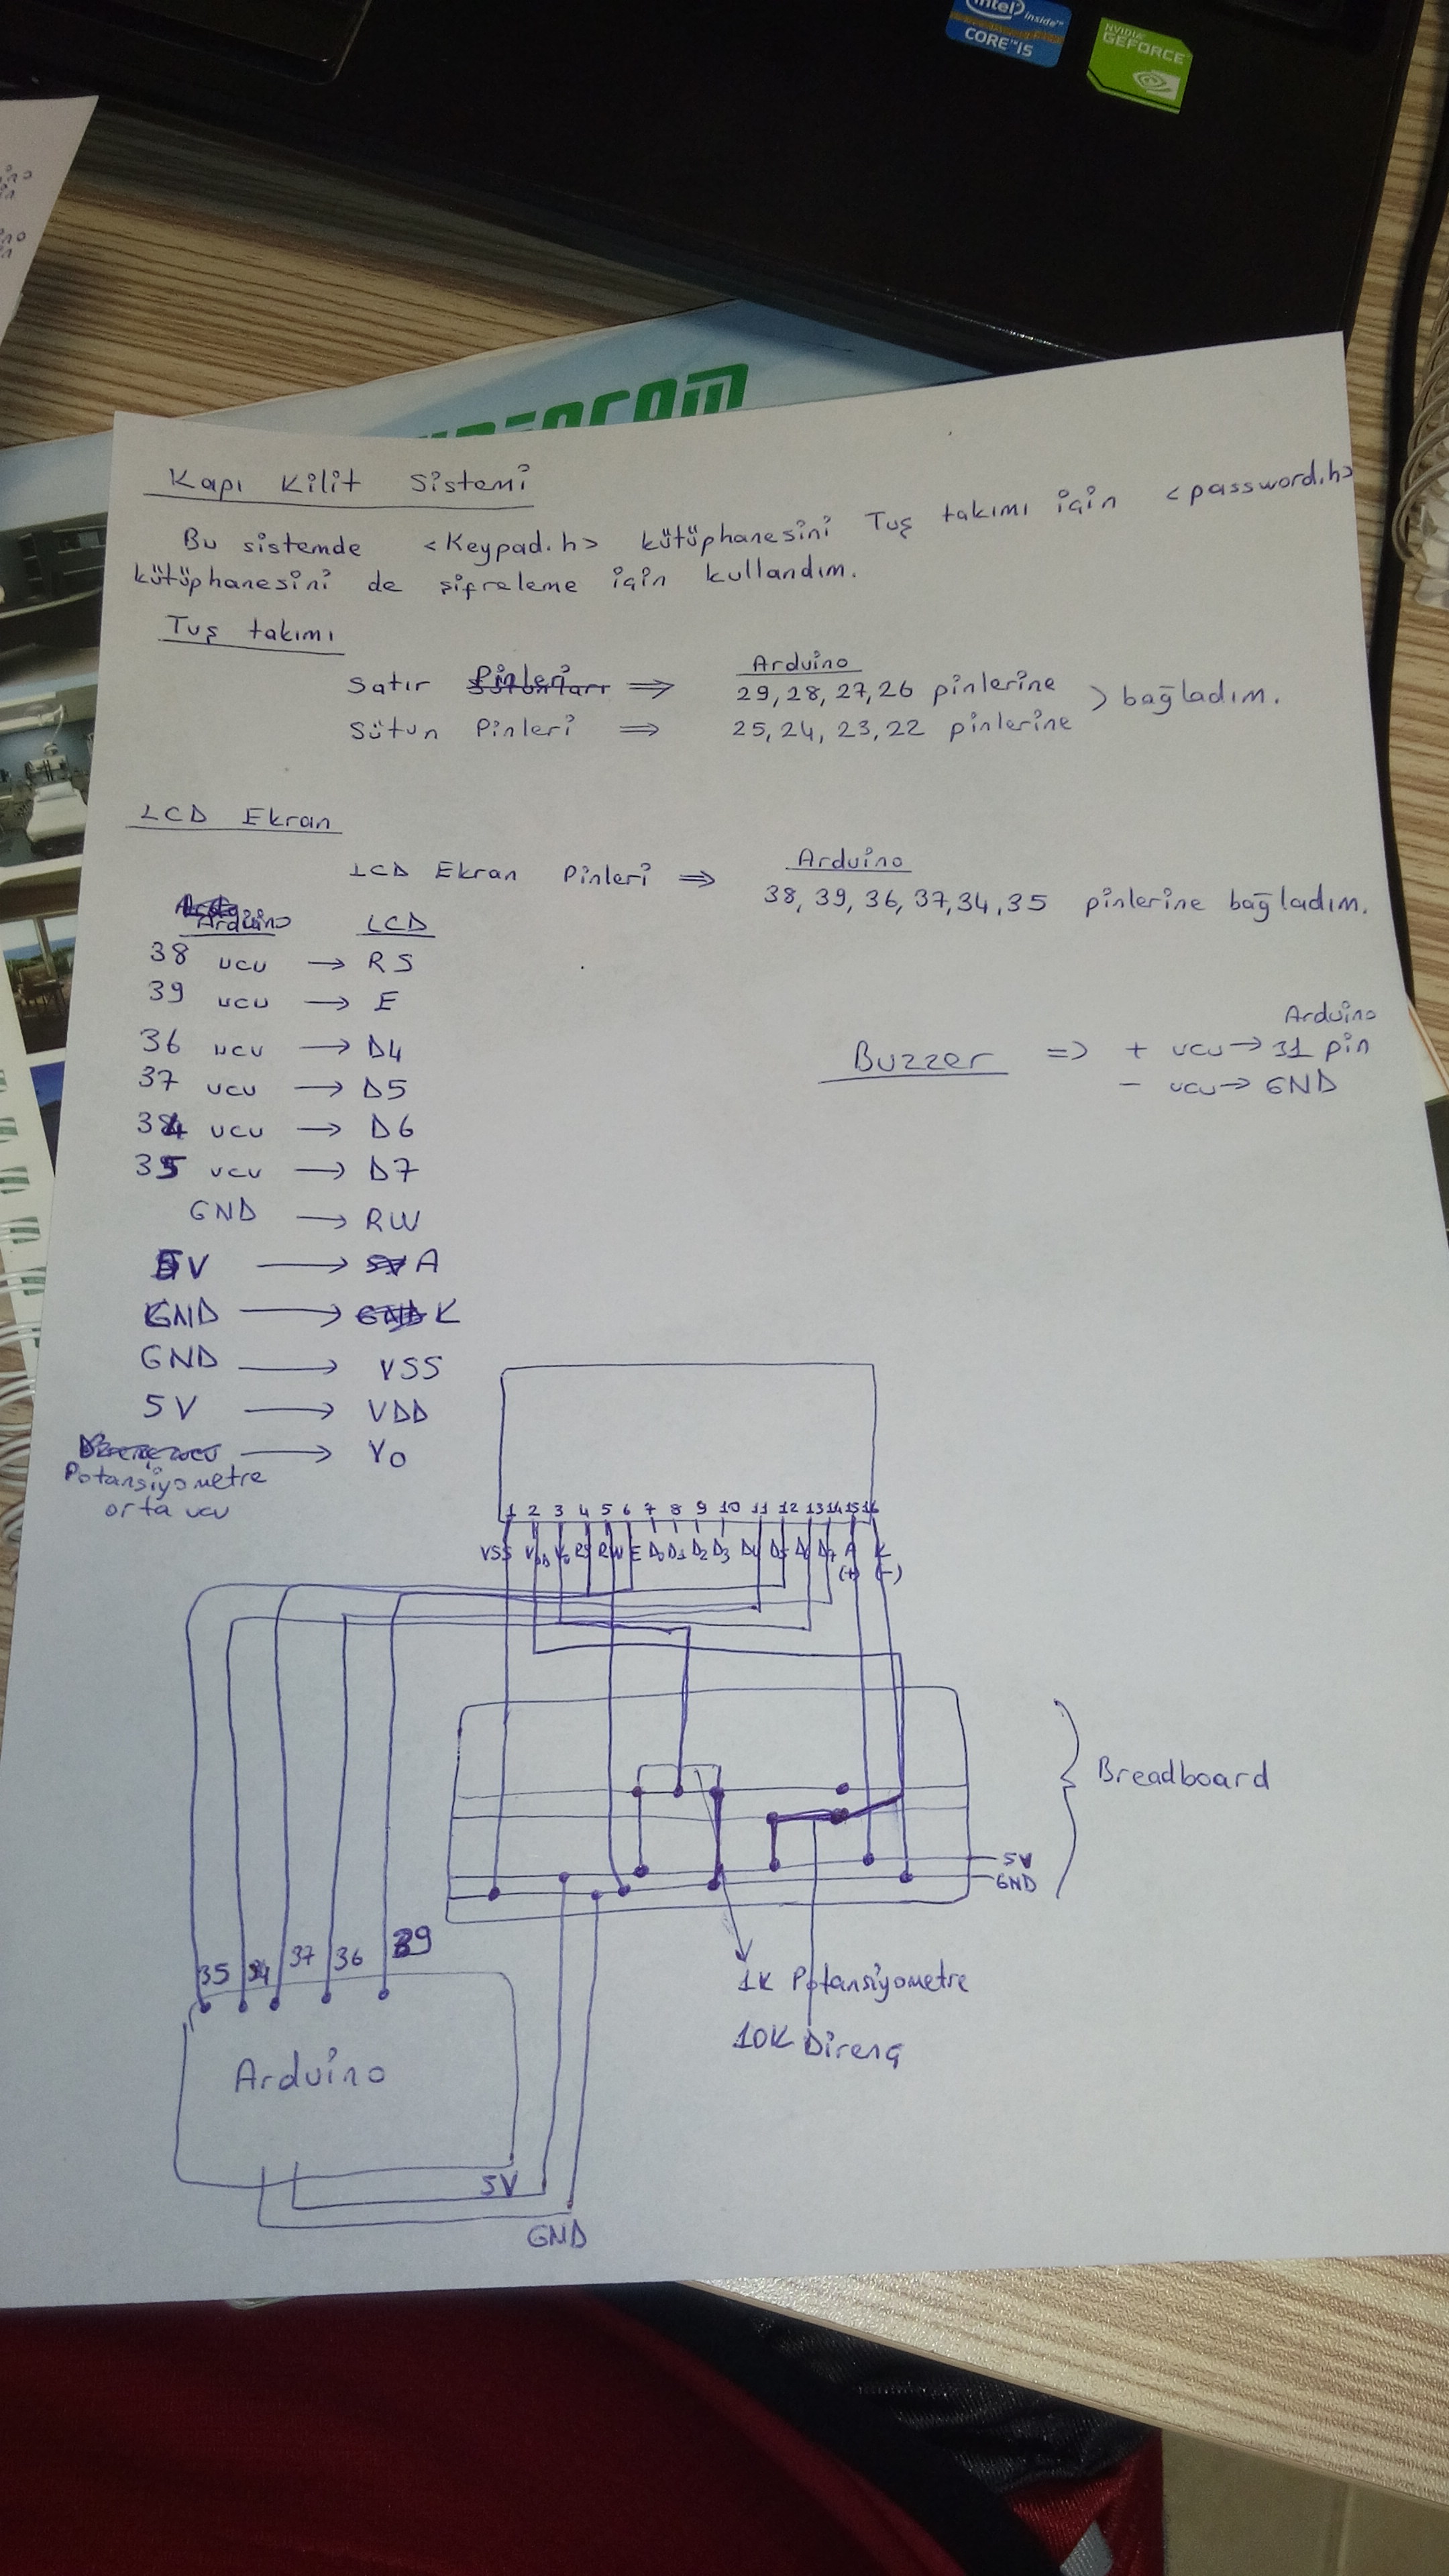 intel inside™
CORE™ i5
NVIDIA
GEFORCE
Kapı Kilit Sistemi
Bu sistemde <Keypad.h> kütüphanesini Tuş takımı için <password.h>
kütüphanesini de şifreleme için kullandım.
Tuş takımı
Arduino
Satır Pinleri ⇒ 29, 28, 27, 26 pinlerine
Sütun Pinleri ⇒ 25, 24, 23, 22 pinlerine
} bağladım.
LCD Ekran
Arduino
LCD Ekran Pinleri ⇒ 38, 39, 36, 37, 34, 35 pinlerine bağladım.
Arduino LCD
38 ucu → RS
39 ucu → E
36 ucu → D4
37 ucu → D5
34 ucu → D6
35 ucu → D7
GND → RW
5V → A
GND → K
GND → VSS
5V → VDD
Potansiyometre → Vo
orta ucu
Arduino
Buzzer => + ucu → 31 pin
- ucu → GND
1 2 3 4 5 6 7 8 9 10 11 12 13 14 15 16
VSS VDD Vo RS RW E D0 D1 D2 D3 D4 D5 D6 D7 A K
(+) (-)
Breadboard
5V
GND
35 34 37 36 39
1K Potansiyometre
10K Direnç
Arduino
5V
GND